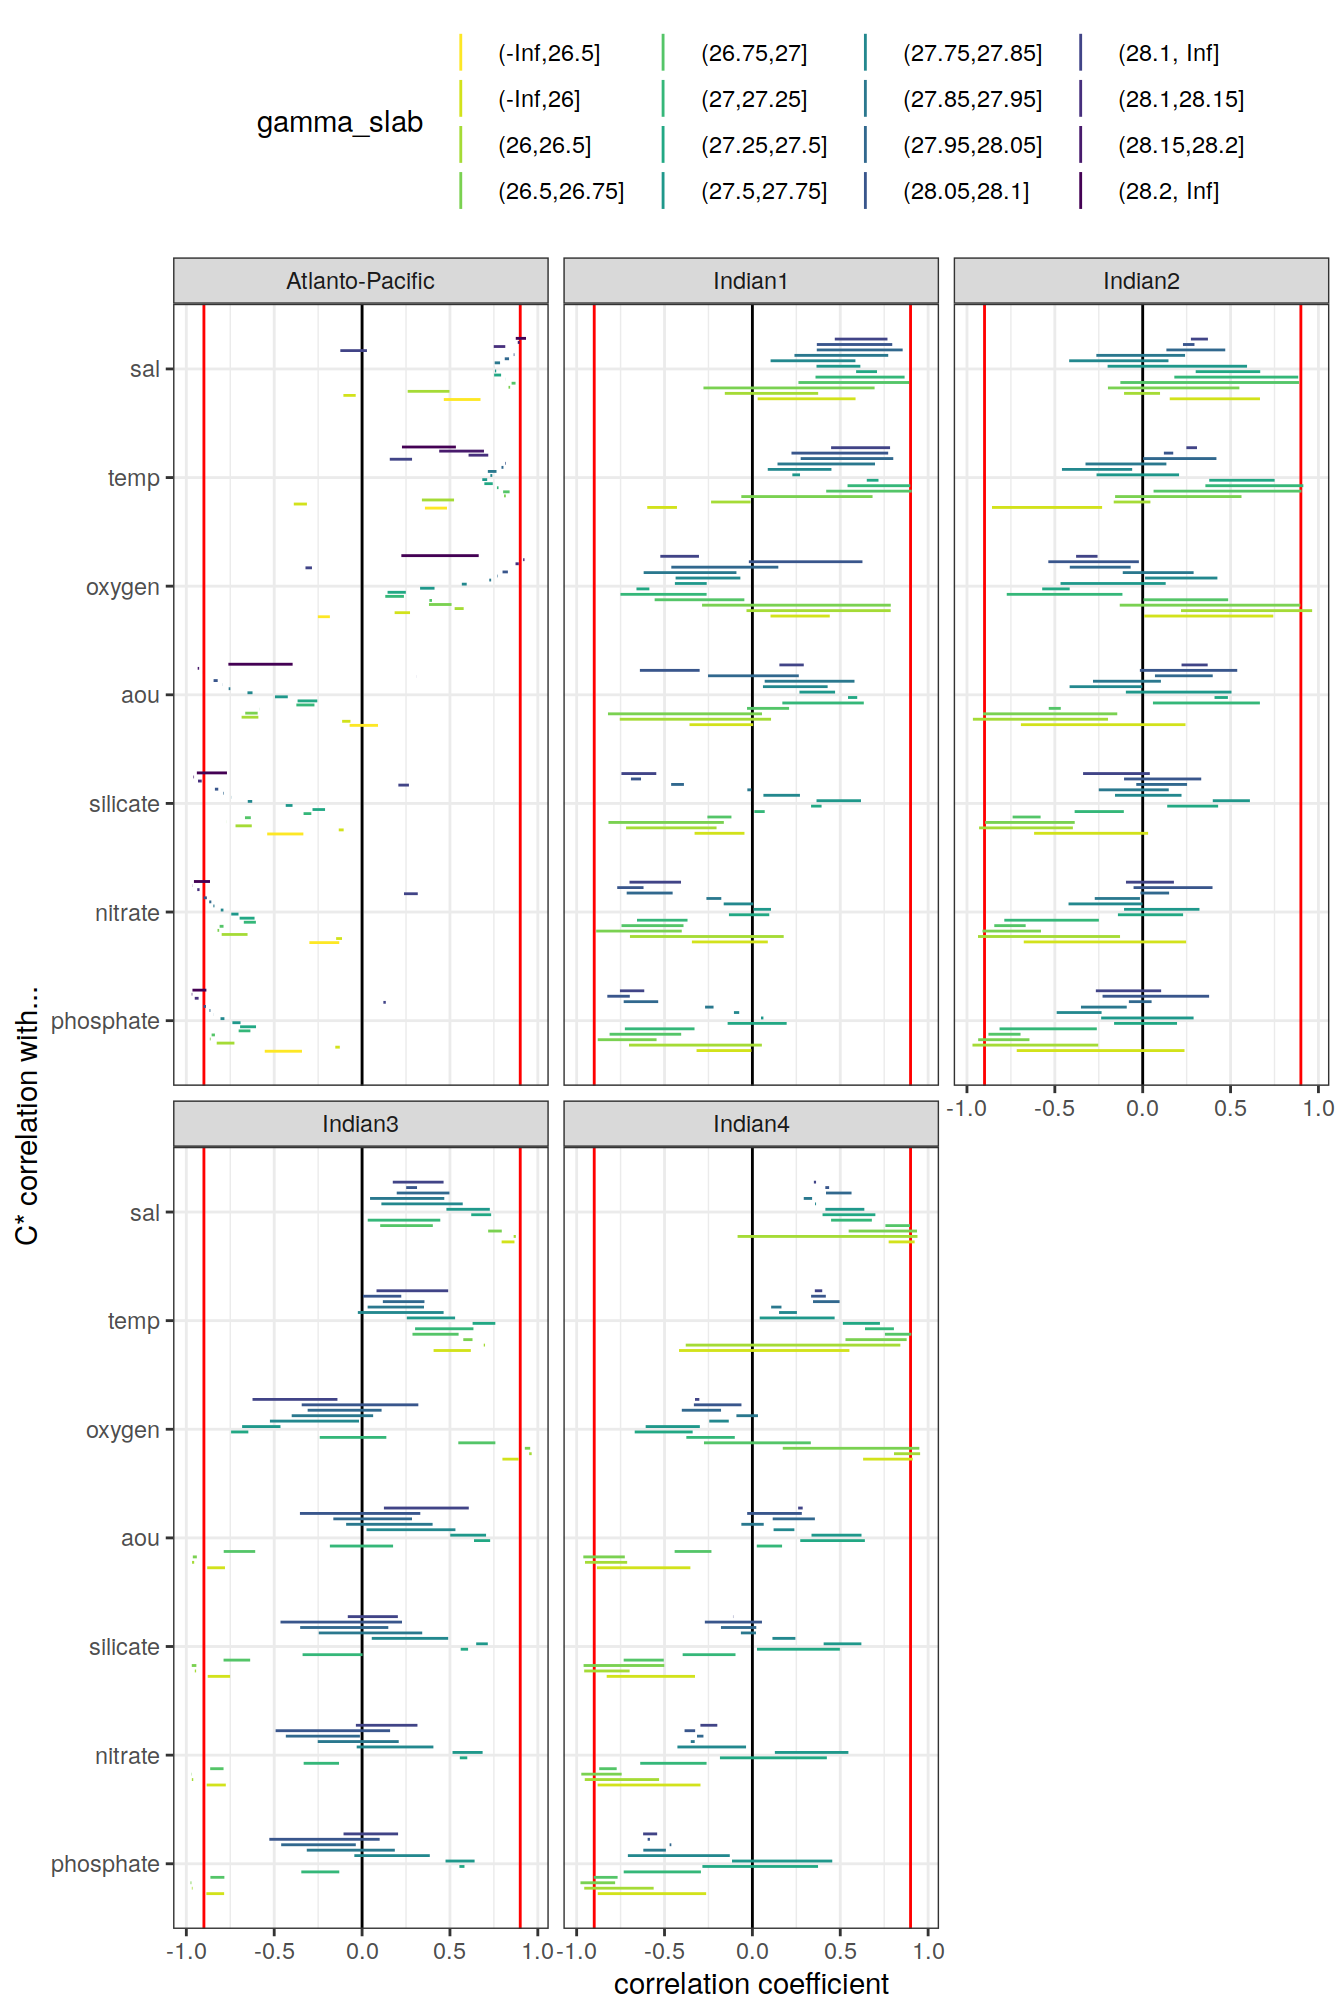 gamma_slab
(-Inf,26.5]
(-Inf,26]
(26,26.5]
(26.5,26.75]
(26.75,27]
(27,27.25]
(27.25,27.5]
(27.5,27.75]
(27.75,27.85]
(27.85,27.95]
(27.95,28.05]
(28.05,28.1]
(28.1, Inf]
(28.1,28.15]
(28.15,28.2]
(28.2, Inf]
Atlanto-Pacific
Indian1
Indian2
sal
temp
oxygen
aou
silicate
nitrate
phosphate
-1.0 -0.5 0.0 0.5 1.0
Indian3
Indian4
sal
temp
oxygen
aou
silicate
nitrate
phosphate
-1.0 -0.5 0.0 0.5 1.0
-1.0 -0.5 0.0 0.5 1.0
correlation coefficient
C* correlation with...